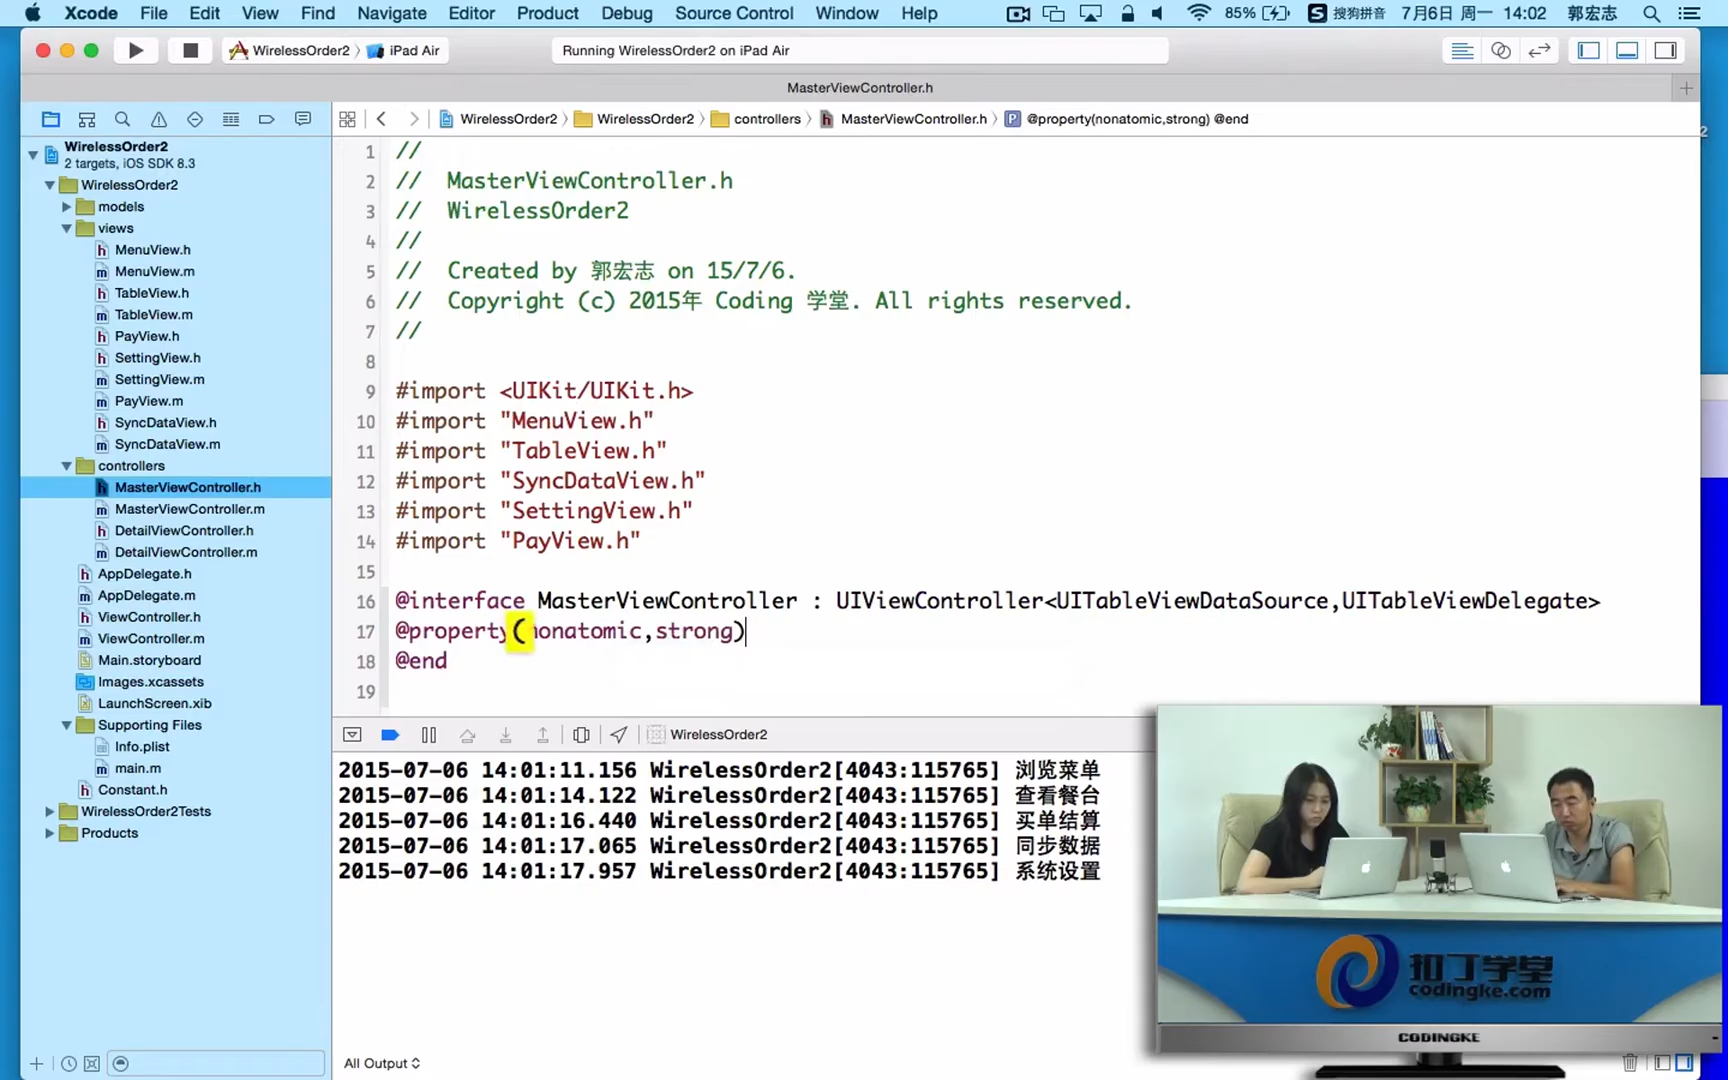 Xcode File Edit View Find Navigate Editor Product Debug Source Control Window Help 85% 搜狗拼音 7月6日 周一 14:02 郭宏志
WirelessOrder2 iPad Air Running WirelessOrder2 on iPad Air
MasterViewController.h
WirelessOrder2 WirelessOrder2 controllers MasterViewController.h @property(nonatomic,strong) @end
WirelessOrder2
2 targets, iOS SDK 8.3
WirelessOrder2
models
views
MenuView.h
MenuView.m
TableView.h
TableView.m
PayView.h
SettingView.h
SettingView.m
PayView.m
SyncDataView.h
SyncDataView.m
controllers
MasterViewController.h
MasterViewController.m
DetailViewController.h
DetailViewController.m
AppDelegate.h
AppDelegate.m
ViewController.h
ViewController.m
Main.storyboard
Images.xcassets
LaunchScreen.xib
Supporting Files
Info.plist
main.m
Constant.h
WirelessOrder2Tests
Products
1 //
2 // MasterViewController.h
3 // WirelessOrder2
4 //
5 // Created by 郭宏志 on 15/7/6.
6 // Copyright (c) 2015年 Coding 学堂. All rights reserved.
7 //
8
9 #import <UIKit/UIKit.h>
10 #import "MenuView.h"
11 #import "TableView.h"
12 #import "SyncDataView.h"
13 #import "SettingView.h"
14 #import "PayView.h"
15
16 @interface MasterViewController : UIViewController<UITableViewDataSource,UITableViewDelegate>
17 @property(nonatomic,strong)
18 @end
19
WirelessOrder2
2015-07-06 14:01:11.156 WirelessOrder2[4043:115765] 浏览菜单
2015-07-06 14:01:14.122 WirelessOrder2[4043:115765] 查看餐台
2015-07-06 14:01:16.440 WirelessOrder2[4043:115765] 买单结算
2015-07-06 14:01:17.065 WirelessOrder2[4043:115765] 同步数据
2015-07-06 14:01:17.957 WirelessOrder2[4043:115765] 系统设置
All Output
扣丁学堂
codingke.com
CODINGKE